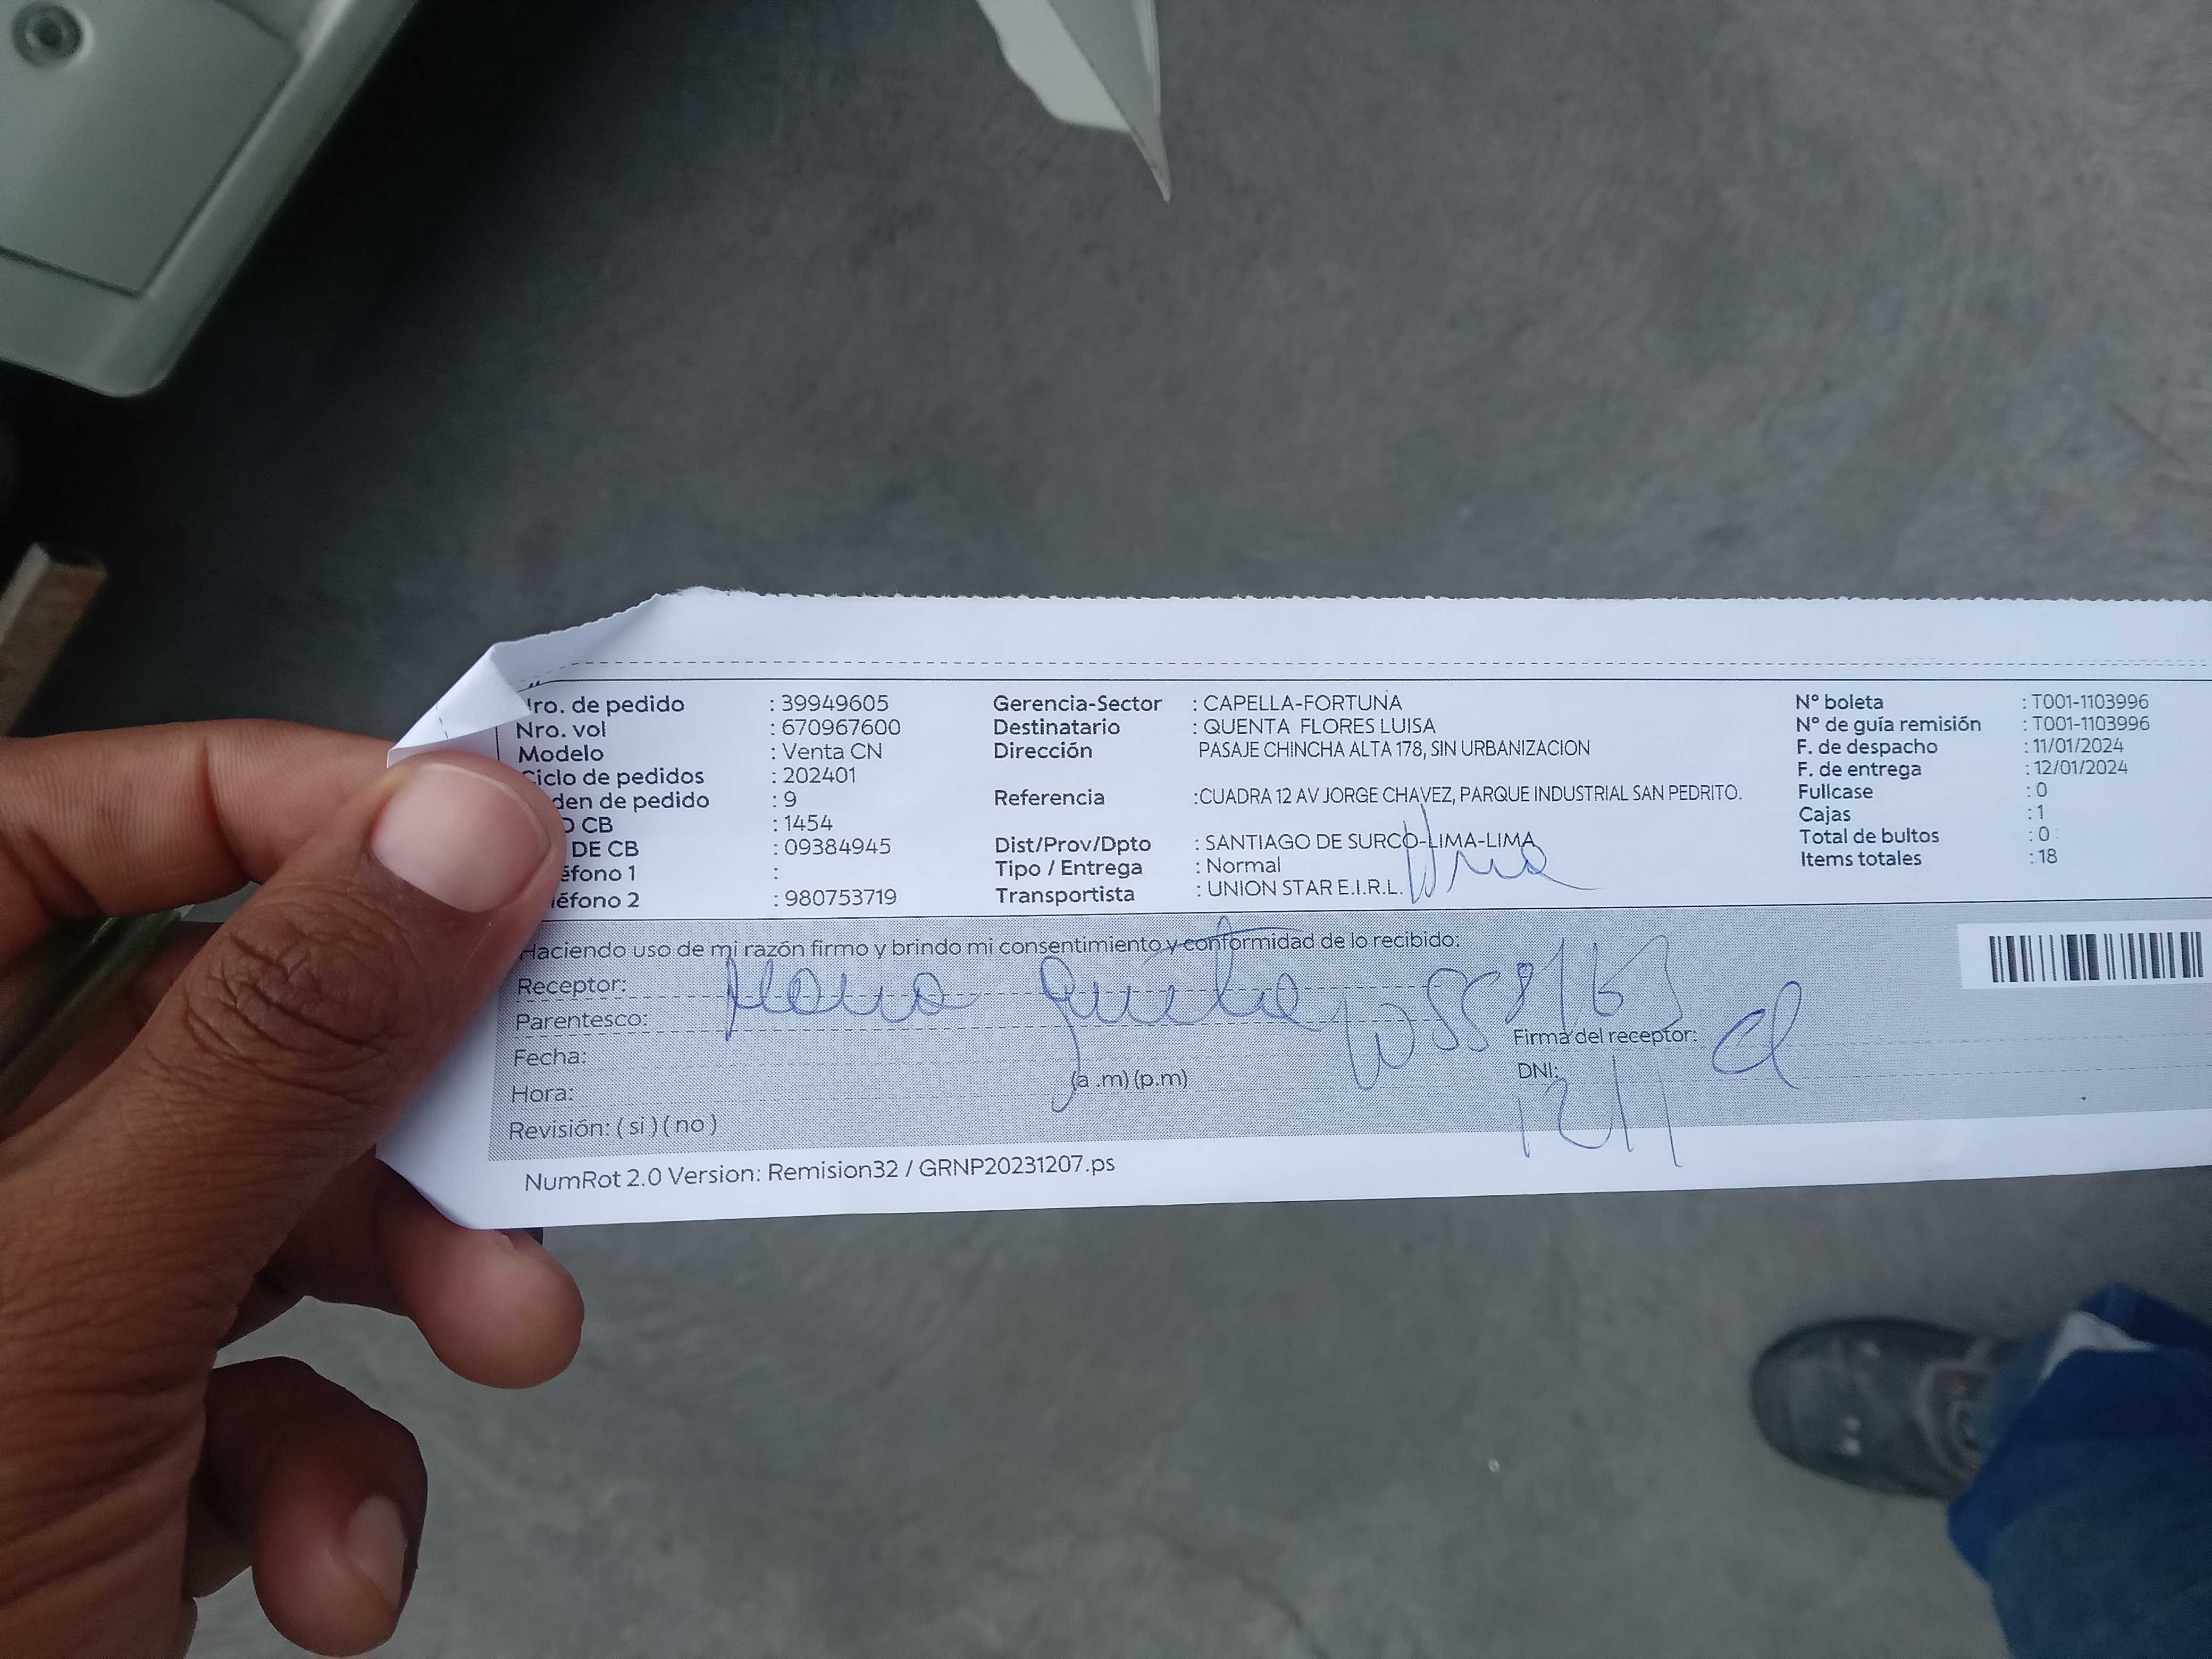 Nro. de pedido : 39949605
Nro. vol : 670967600
Modelo : Venta CN
Ciclo de pedidos : 202401
den de pedido : 9
CB : 1454
DE CB : 09384945
éfono 1 :
éfono 2 : 980753719
Gerencia-Sector : CAPELLA-FORTUNA
Destinatario : QUENTA FLORES LUISA
Dirección PASAJE CHINCHA ALTA 178, SIN URBANIZACION
Referencia :CUADRA 12 AV JORGE CHAVEZ, PARQUE INDUSTRIAL SAN PEDRITO.
Dist/Prov/Dpto : SANTIAGO DE SURCO-LIMA-LIMA
Tipo / Entrega : Normal
Transportista : UNION STAR E.I.R.L.
N° boleta : T001-1103996
N° de guía remisión : T001-1103996
F. de despacho : 11/01/2024
F. de entrega : 12/01/2024
Fullcase : 0
Cajas : 1
Total de bultos : 0
Items totales : 18
Haciendo uso de mi razón firmo y brindo mi consentimiento y conformidad de lo recibido:
Receptor:
Parentesco:
Fecha:
Hora: (a .m) (p.m)
Revisión: ( si ) ( no )
Firma del receptor:
DNI:
12/1
NumRot 2.0 Version: Remision32 / GRNP20231207.ps